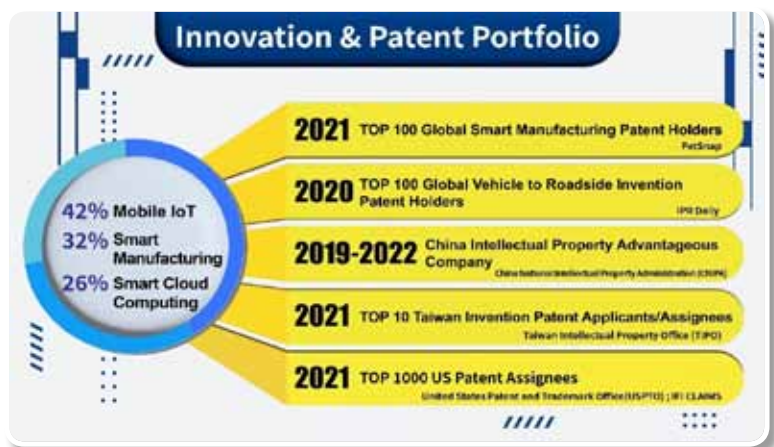 Innovation & Patent Portfolio
42% Mobile IoT
32% Smart
Manufacturing
26% Smart Cloud
Computing
2021 TOP 100 Global Smart Manufacturing Patent Holders
PatSnap
2020 TOP 100 Global Vehicle to Roadside Invention
Patent Holders
IPR Daily
2019-2022 China Intellectual Property Advantageous
Company
China National Intellectual Property Administration (CNIPA)
2021 TOP 10 Taiwan Invention Patent Applicants/Assignees
Taiwan Intellectual Property Office (TIPO)
2021 TOP 1000 US Patent Assignees
United States Patent and Trademark Office(USPTO) ; IFI CLAIMS